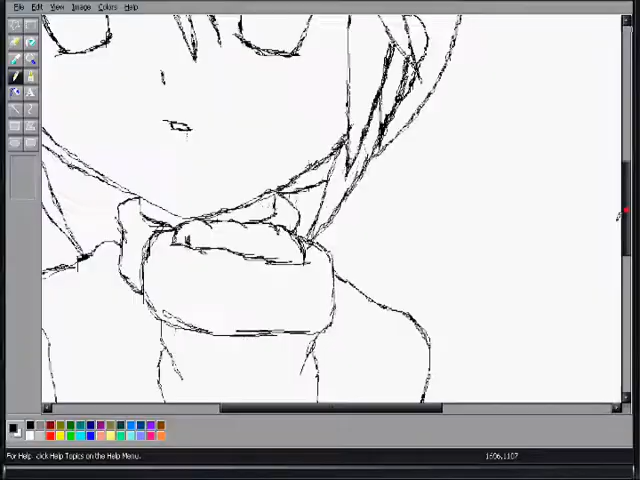 File Edit View Image Colors Help
A
For Help, click Help Topics on the Help Menu.
1606,1107